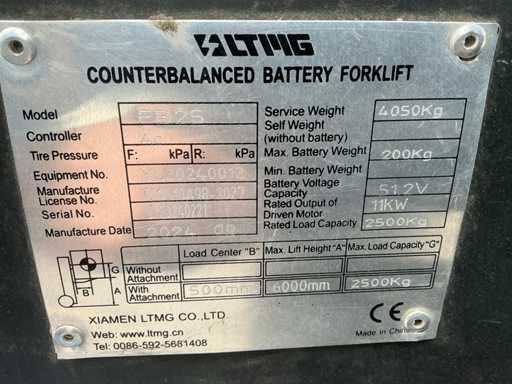 LTMG
COUNTERBALANCED BATTERY FORKLIFT
Model
Controller AC
Tire Pressure F: kPa R: kPa
Equipment No.
Manufacture License No.
Serial No.
Manufacture Date 2024 09
Service Weight 4050Kg
Self Weight (without battery)
Max. Battery Weight 200Kg
Min. Battery Weight
Battery Voltage Capacity 51.2V
Rated Output of Driven Motor 11KW
Rated Load Capacity 2500Kg
Load Center "B" Max. Lift Height "A" Max. Load Capacity "G"
G
B
A
Without Attachment
With Attachment 500mm 6000mm 2500Kg
XIAMEN LTMG CO.,LTD.
Web: www.ltmg.cn
Tel: 0086-592-5681408
CE
Made in China